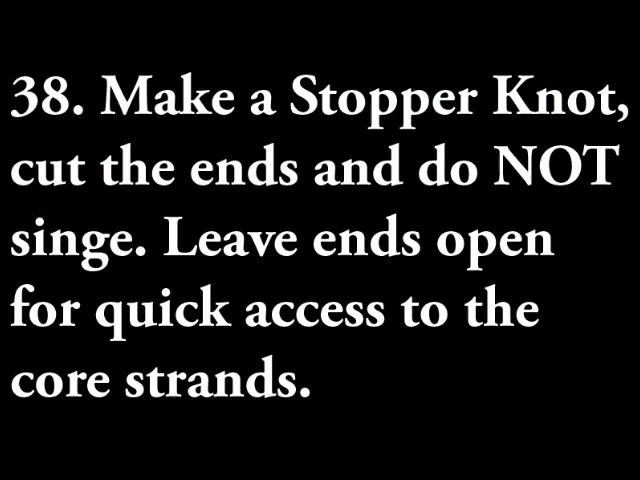 38. Make a Stopper Knot,
cut the ends and do NOT
singe. Leave ends open
for quick access to the
core strands.